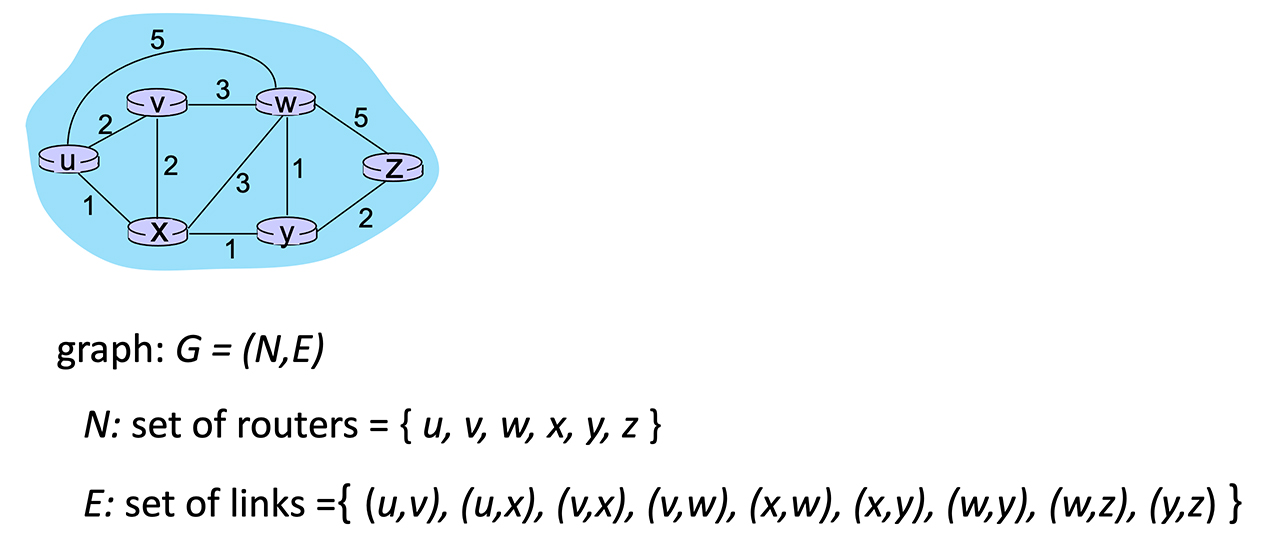 5
v 3 w
2 5
u 2 3 1 z
1
x 1 y 2
graph: G = (N,E)
N: set of routers = { u, v, w, x, y, z }
E: set of links ={ (u,v), (u,x), (v,x), (v,w), (x,w), (x,y), (w,y), (w,z), (y,z) }